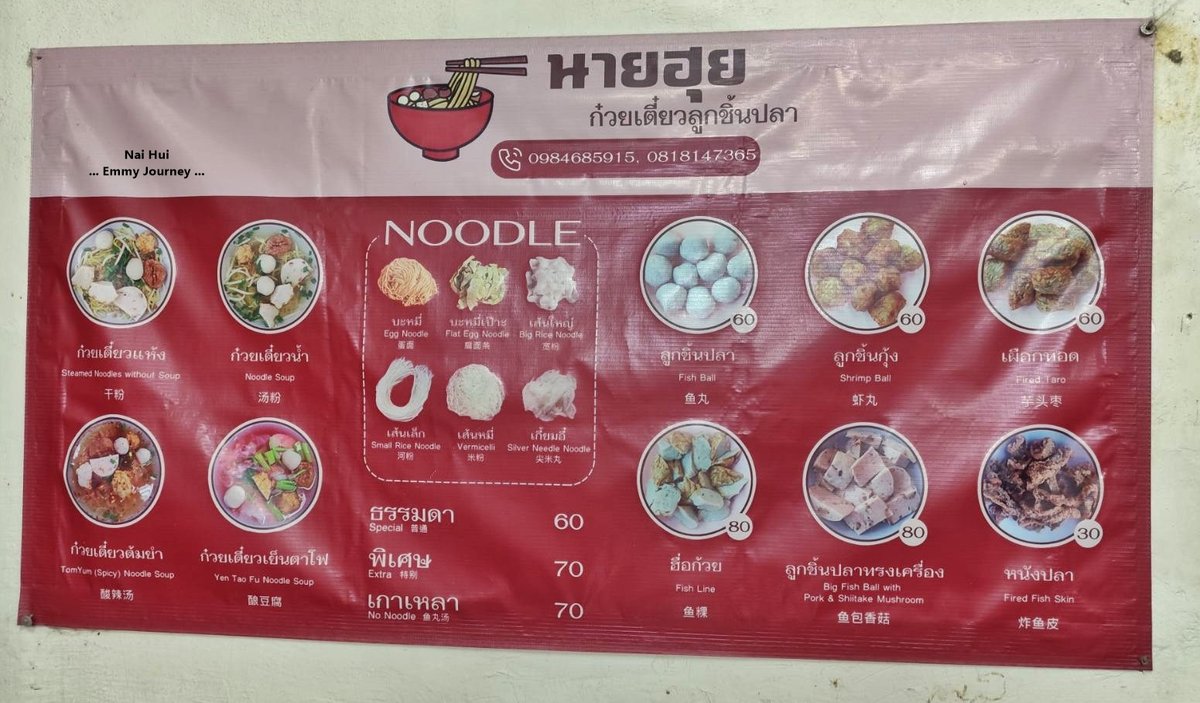 นายฮุย
ก๋วยเตี๋ยวลูกชิ้นปลา
0984685915, 0818147365
Nai Hui
... Emmy Journey ...
ก๋วยเตี๋ยวแห้ง
Steamed Noodles without Soup
干粉
ก๋วยเตี๋ยวน้ำ
Noodle Soup
汤粉
ก๋วยเตี๋ยวต้มยำ
TomYum (Spicy) Noodle Soup
酸辣汤
ก๋วยเตี๋ยวเย็นตาโฟ
Yen Tao Fu Noodle Soup
酿豆腐
NOODLE
บะหมี่
Egg Noodle
蛋面
บะหมี่เป๊าะ
Flat Egg Noodle
扁面条
เส้นใหญ่
Big Rice Noodle
宽粉
เส้นเล็ก
Small Rice Noodle
河粉
เส้นหมี่
Vermicelli
米粉
เกี้ยมอี๋
Silver Needle Noodle
尖米丸
ธรรมดา 60
Special 普通
พิเศษ 70
Extra 特别
เกาเหลา 70
No Noodle 鱼丸汤
60
ลูกชิ้นปลา
Fish Ball
鱼丸
60
ลูกชิ้นกุ้ง
Shrimp Ball
虾丸
60
เผือกทอด
Fired Taro
芋头枣
80
ฮื่อก๊วย
Fish Line
鱼粿
80
ลูกชิ้นปลาทรงเครื่อง
Big Fish Ball with
Pork & Shiitake Mushroom
鱼包香菇
30
หนังปลา
Fired Fish Skin
炸鱼皮